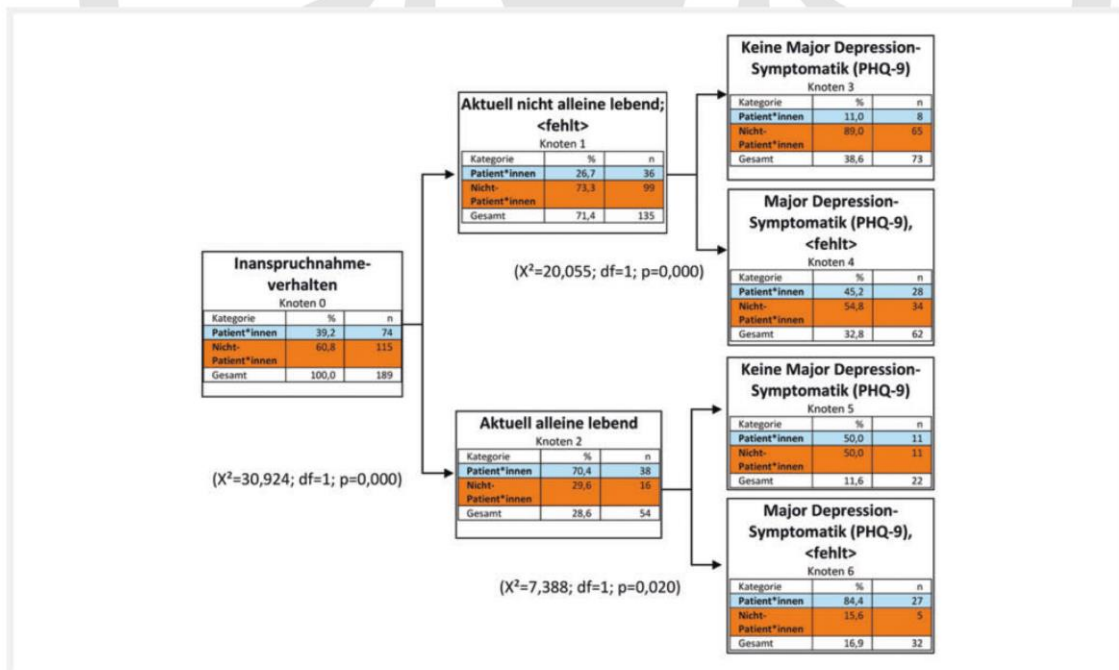 Inanspruchnahme-
verhalten
Knoten 0
Kategorie % n
Patient*innen 39,2 74
Nicht- 60,8 115
Patient*innen
Gesamt 100,0 189
(X²=30,924; df=1; p=0,000)
Aktuell nicht alleine lebend;
<fehlt>
Knoten 1
Kategorie % n
Patient*innen 26,7 36
Nicht- 73,3 99
Patient*innen
Gesamt 71,4 135
(X²=20,055; df=1; p=0,000)
Aktuell alleine lebend
Knoten 2
Kategorie % n
Patient*innen 70,4 38
Nicht- 29,6 16
Patient*innen
Gesamt 28,6 54
(X²=7,388; df=1; p=0,020)
Keine Major Depression-
Symptomatik (PHQ-9)
Knoten 3
Kategorie % n
Patient*innen 11,0 8
Nicht- 89,0 65
Patient*innen
Gesamt 38,6 73
Major Depression-
Symptomatik (PHQ-9),
<fehlt>
Knoten 4
Kategorie % n
Patient*innen 45,2 28
Nicht- 54,8 34
Patient*innen
Gesamt 32,8 62
Keine Major Depression-
Symptomatik (PHQ-9)
Knoten 5
Kategorie % n
Patient*innen 50,0 11
Nicht- 50,0 11
Patient*innen
Gesamt 11,6 22
Major Depression-
Symptomatik (PHQ-9),
<fehlt>
Knoten 6
Kategorie % n
Patient*innen 84,4 27
Nicht- 15,6 5
Patient*innen
Gesamt 16,9 32